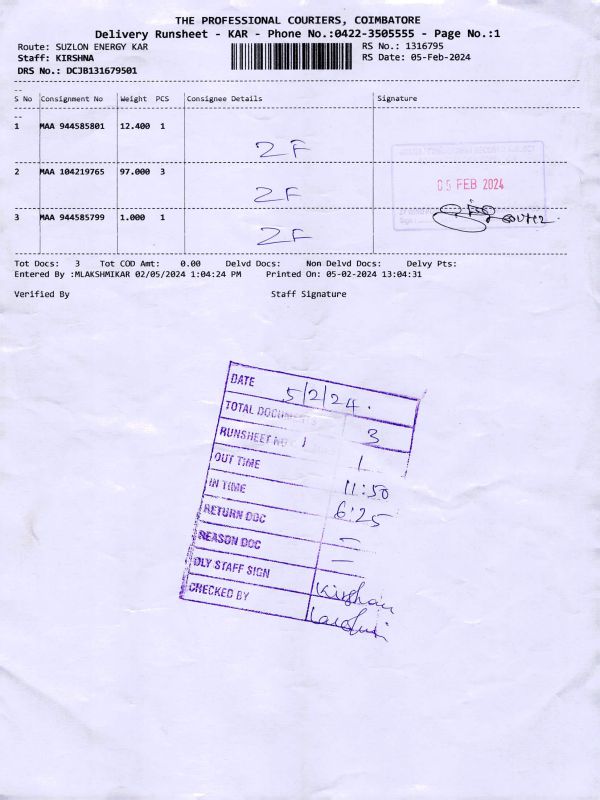 THE PROFESSIONAL COURIERS, COIMBATORE
Delivery Runsheet - KAR - Phone No.:0422-3505555 - Page No.:1
Route: SUZLON ENERGY KAR RS No.: 1316795
Staff: KIRSHNA RS Date: 05-Feb-2024
DRS No.: DCJB131679501
S No Consignment No Weight PCS Consignee Details Signature
1 MAA 944585801 12.400 1
ZF
2 MAA 104219765 97.000 3
05 FEB 2024
ZF
3 MAA 944585799 1.000 1
ZF
Tot Docs: 3 Tot COD Amt: 0.00 Delvd Docs: Non Delvd Docs: Delvy Pts:
Entered By :MLAKSHMIKAR 02/05/2024 1:04:24 PM Printed On: 05-02-2024 13:04:31
Verified By Staff Signature
DATE 5/2/24.
TOTAL DOCUMENTS 3
RUNSHEET NO 1
OUT TIME 11:50
IN TIME 6:25
RETURN DOC –
REASON DOC –
DLY STAFF SIGN Kirshan
CHECKED BY